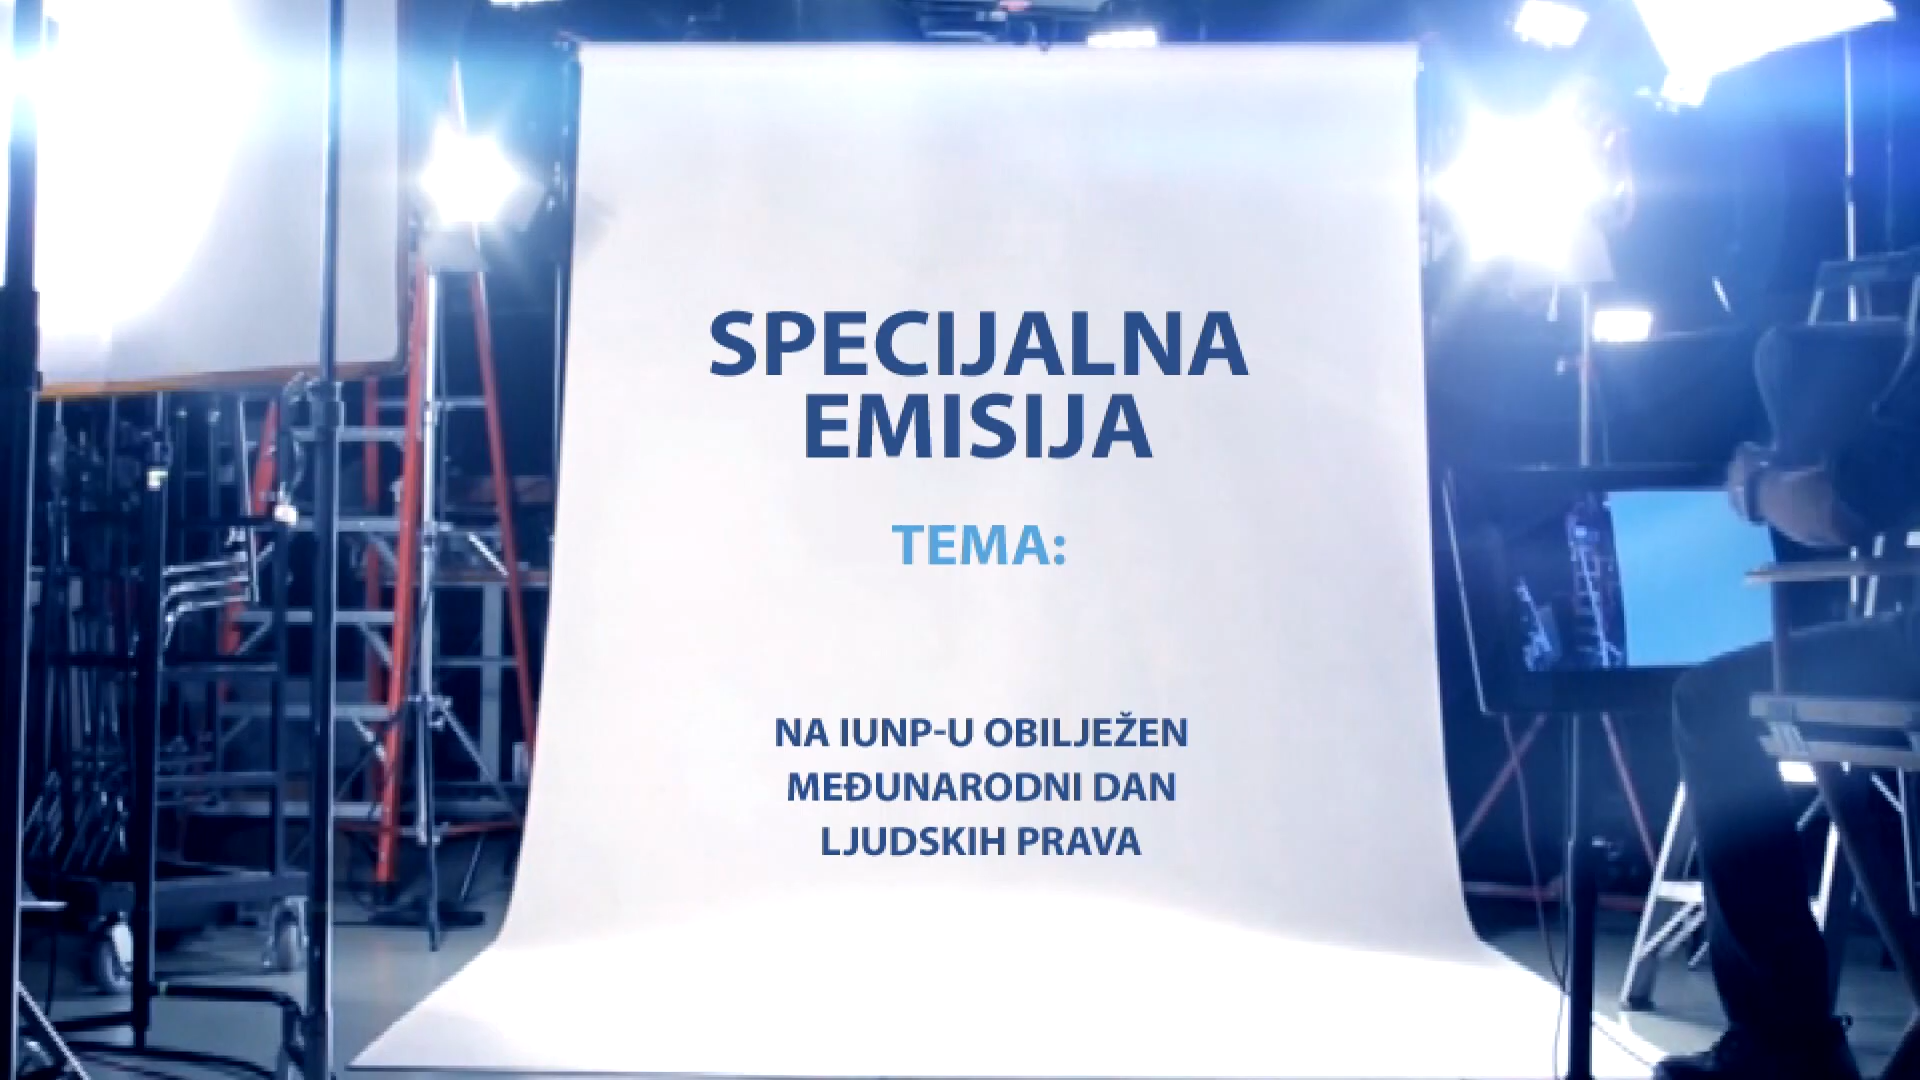 SPECIJALNA
EMISIJA
TEMA:
NA IUNP-U OBILJEŽEN
MEĐUNARODNI DAN
LJUDSKIH PRAVA